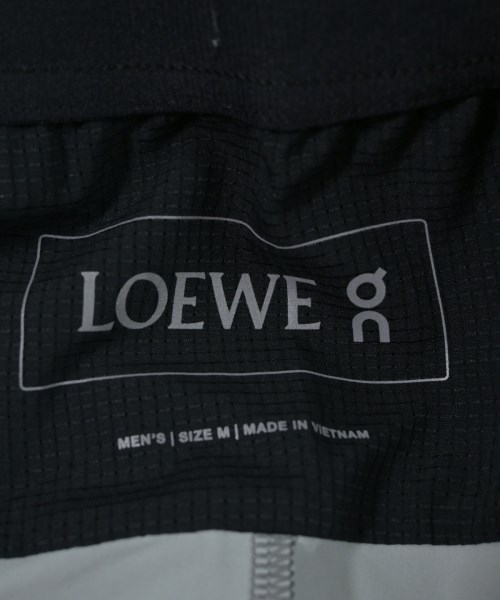 LOEWE On
MEN'S | SIZE M | MADE IN VIETNAM